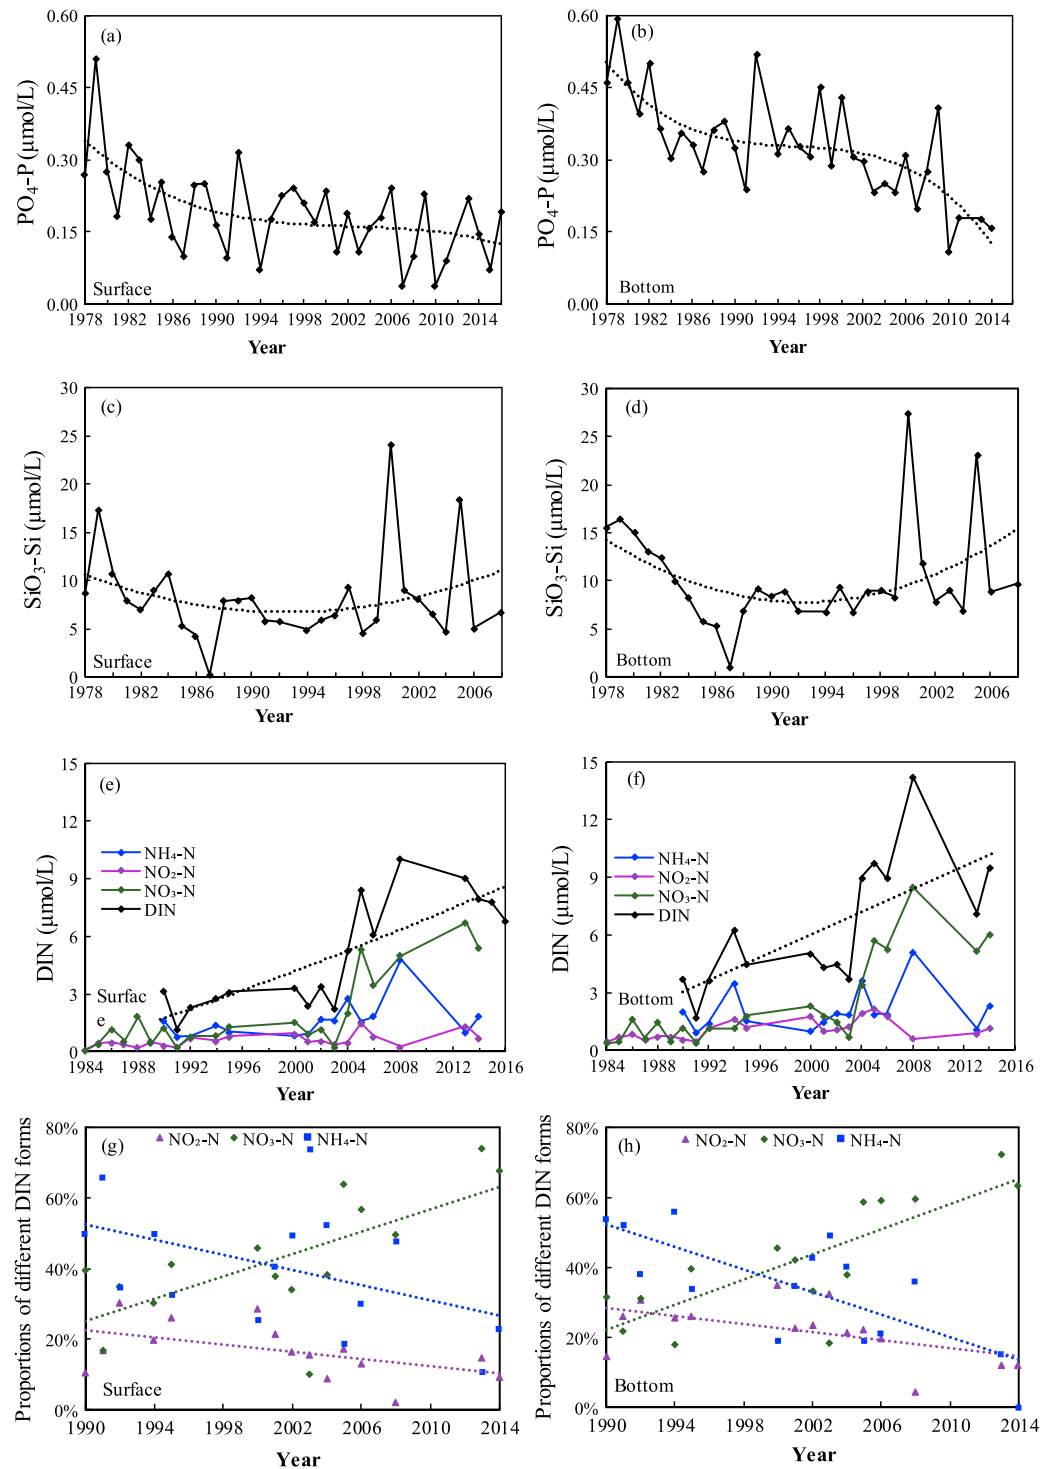 (a)
PO₄-P (μmol/L)
0.60
0.45
0.30
0.15
0.00
Surface
1978 1982 1986 1990 1994 1998 2002 2006 2010 2014
Year
(b)
PO₄-P (μmol/L)
0.60
0.45
0.30
0.15
0.00
Bottom
1978 1982 1986 1990 1994 1998 2002 2006 2010 2014
Year
(c)
SiO₃-Si (μmol/L)
30
25
20
15
10
5
0
Surface
1978 1982 1986 1990 1994 1998 2002 2006
Year
(d)
SiO₃-Si (μmol/L)
30
25
20
15
10
5
0
Bottom
1978 1982 1986 1990 1994 1998 2002 2006
Year
(e)
DIN (μmol/L)
15
12
9
6
3
0
NH₄-N
NO₂-N
NO₃-N
DIN
Surfac
e
1984 1988 1992 1996 2000 2004 2008 2012 2016
Year
(f)
DIN (μmol/L)
15
12
9
6
3
0
NH₄-N
NO₂-N
NO₃-N
DIN
Bottom
1984 1988 1992 1996 2000 2004 2008 2012 2016
Year
(g)
Proportions of different DIN forms
80%
60%
40%
20%
0%
NO₂-N NO₃-N NH₄-N
Surface
1990 1994 1998 2002 2006 2010 2014
Year
(h)
Proportions of different DIN forms
80%
60%
40%
20%
0%
NO₂-N NO₃-N NH₄-N
Bottom
1990 1994 1998 2002 2006 2010 2014
Year